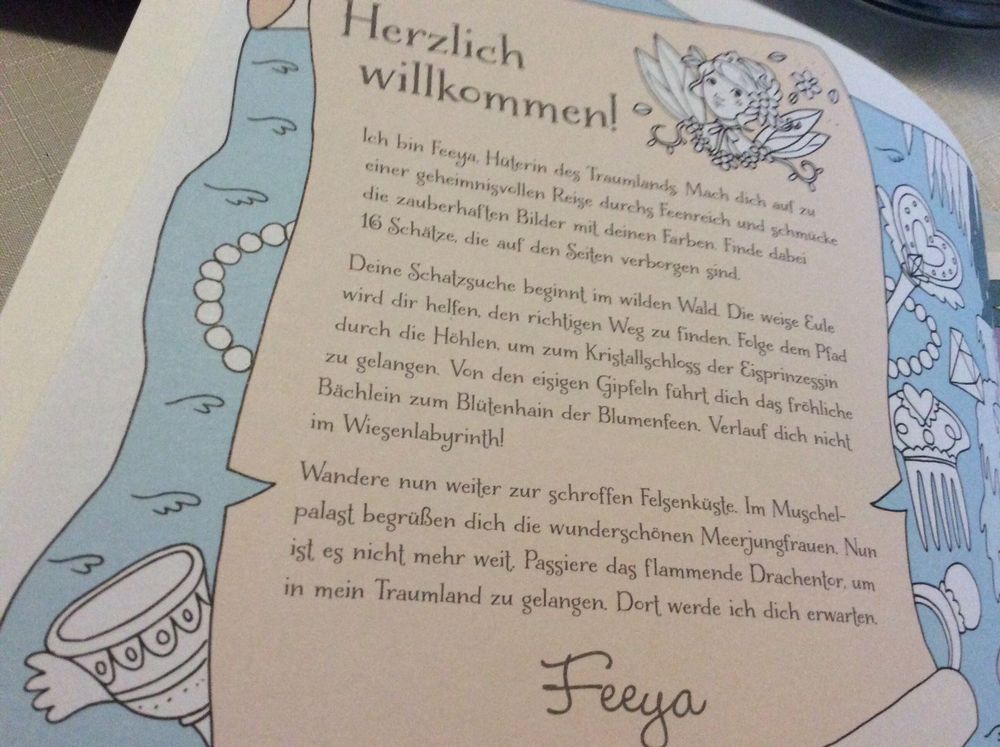 Herzlich
willkommen!
Ich bin Feeya, Hüterin des Traumlands. Mach dich auf zu
einer geheimnisvollen Reise durchs Feenreich und schmücke
die zauberhaften Bilder mit deinen Farben. Finde dabei
16 Schätze, die auf den Seiten verborgen sind.
Deine Schatzsuche beginnt im wilden Wald. Die weise Eule
wird dir helfen, den richtigen Weg zu finden. Folge dem Pfad
durch die Höhlen, um zum Kristallschloss der Eisprinzessin
zu gelangen. Von den eisigen Gipfeln führt dich das fröhliche
Bächlein zum Blütenhain der Blumenfeen. Verlauf dich nicht
im Wiesenlabyrinth!
Wandere nun weiter zur schroffen Felsenküste. Im Muschel-
palast begrüßen dich die wunderschönen Meerjungfrauen. Nun
ist es nicht mehr weit. Passiere das flammende Drachentor, um
in mein Traumland zu gelangen. Dort werde ich dich erwarten.
Feeya